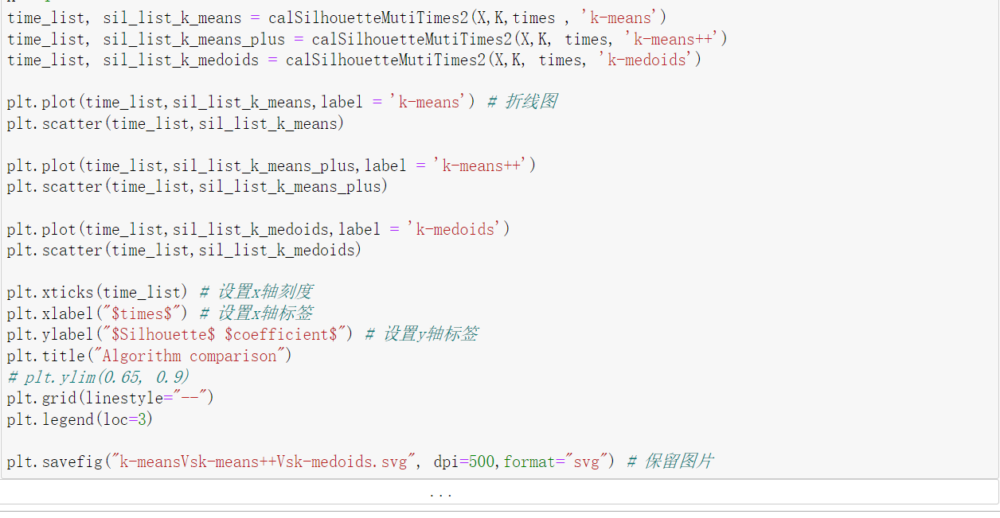 time_list, sil_list_k_means = calSilhouetteMutiTimes2(X,K,times , 'k-means')
time_list, sil_list_k_means_plus = calSilhouetteMutiTimes2(X,K, times, 'k-means++')
time_list, sil_list_k_medoids = calSilhouetteMutiTimes2(X,K, times, 'k-medoids')
plt.plot(time_list,sil_list_k_means,label = 'k-means') # 折线图
plt.scatter(time_list,sil_list_k_means)
plt.plot(time_list,sil_list_k_means_plus,label = 'k-means++')
plt.scatter(time_list,sil_list_k_means_plus)
plt.plot(time_list,sil_list_k_medoids,label = 'k-medoids')
plt.scatter(time_list,sil_list_k_medoids)
plt.xticks(time_list) # 设置x轴刻度
plt.xlabel("$times$") # 设置x轴标签
plt.ylabel("$Silhouette$ $coefficient$") # 设置y轴标签
plt.title("Algorithm comparison")
# plt.ylim(0.65, 0.9)
plt.grid(linestyle="--")
plt.legend(loc=3)
plt.savefig("k-meansVsk-means++Vsk-medoids.svg", dpi=500,format="svg") # 保留图片
...